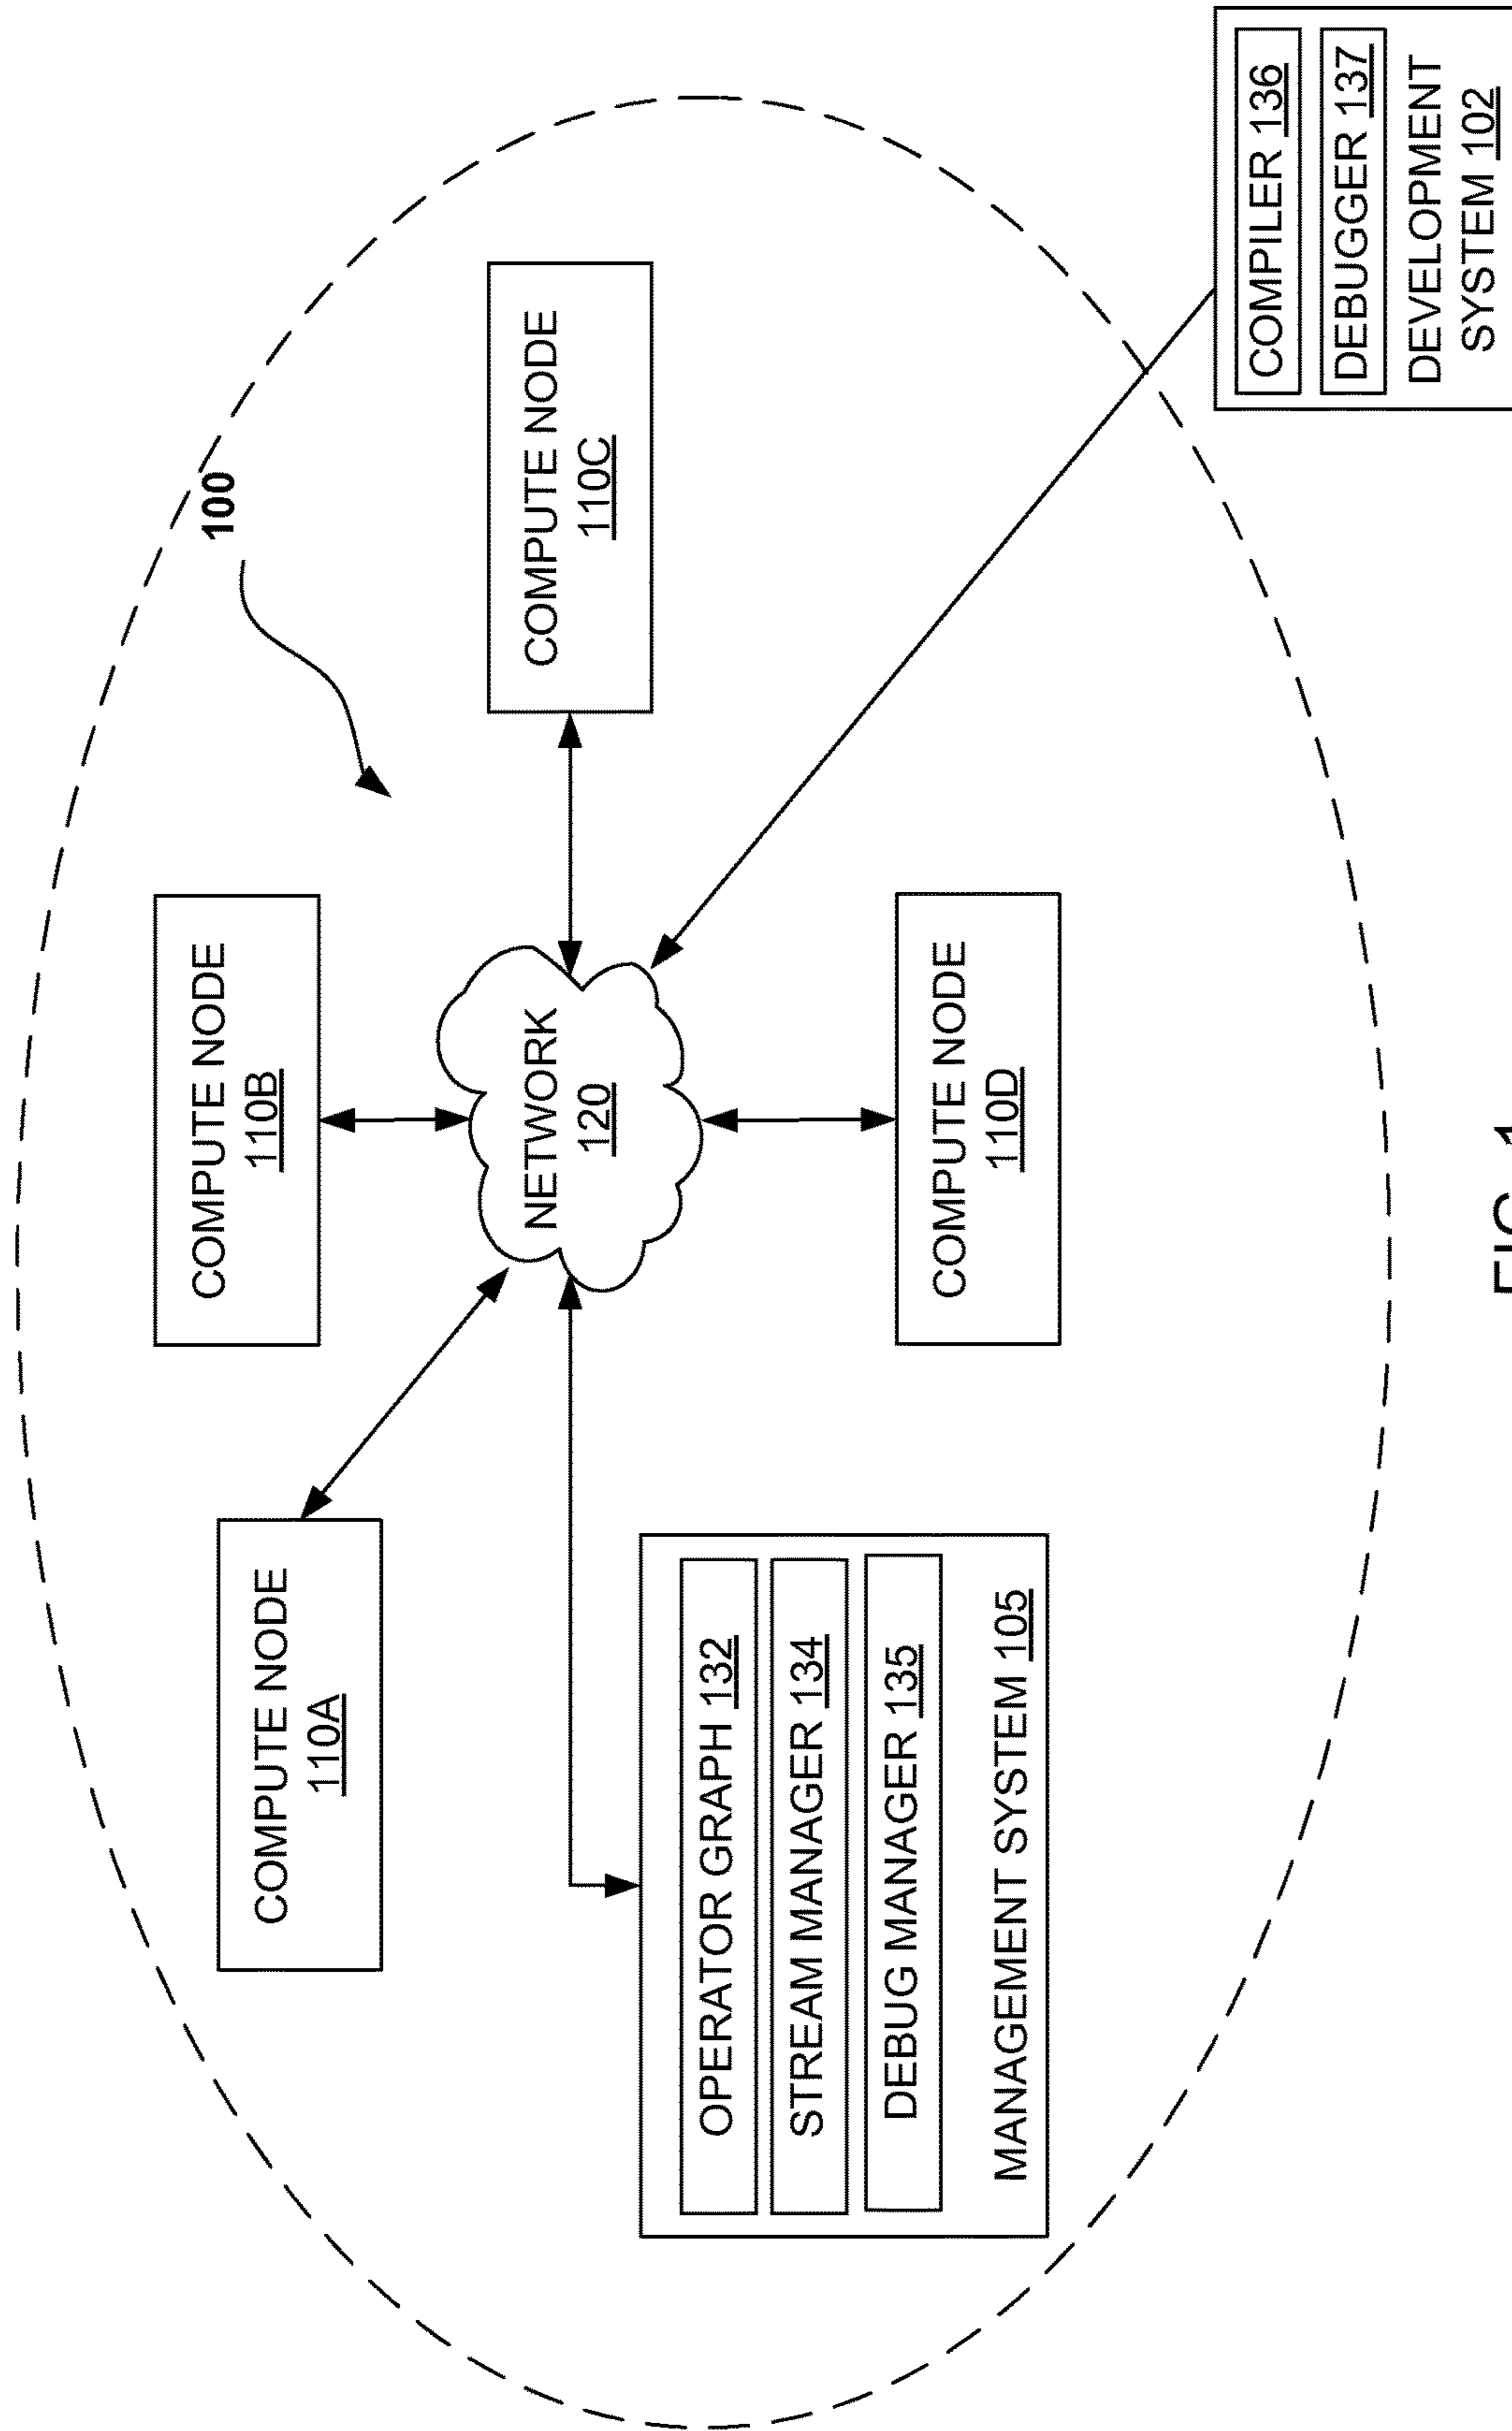 100
COMPUTE NODE
110A
COMPUTE NODE
110B
COMPUTE NODE
110C
NETWORK
120
OPERATOR GRAPH 132
STREAM MANAGER 134
DEBUG MANAGER 135
MANAGEMENT SYSTEM 105
COMPUTE NODE
110D
COMPILER 136
DEBUGGER 137
DEVELOPMENT
SYSTEM 102